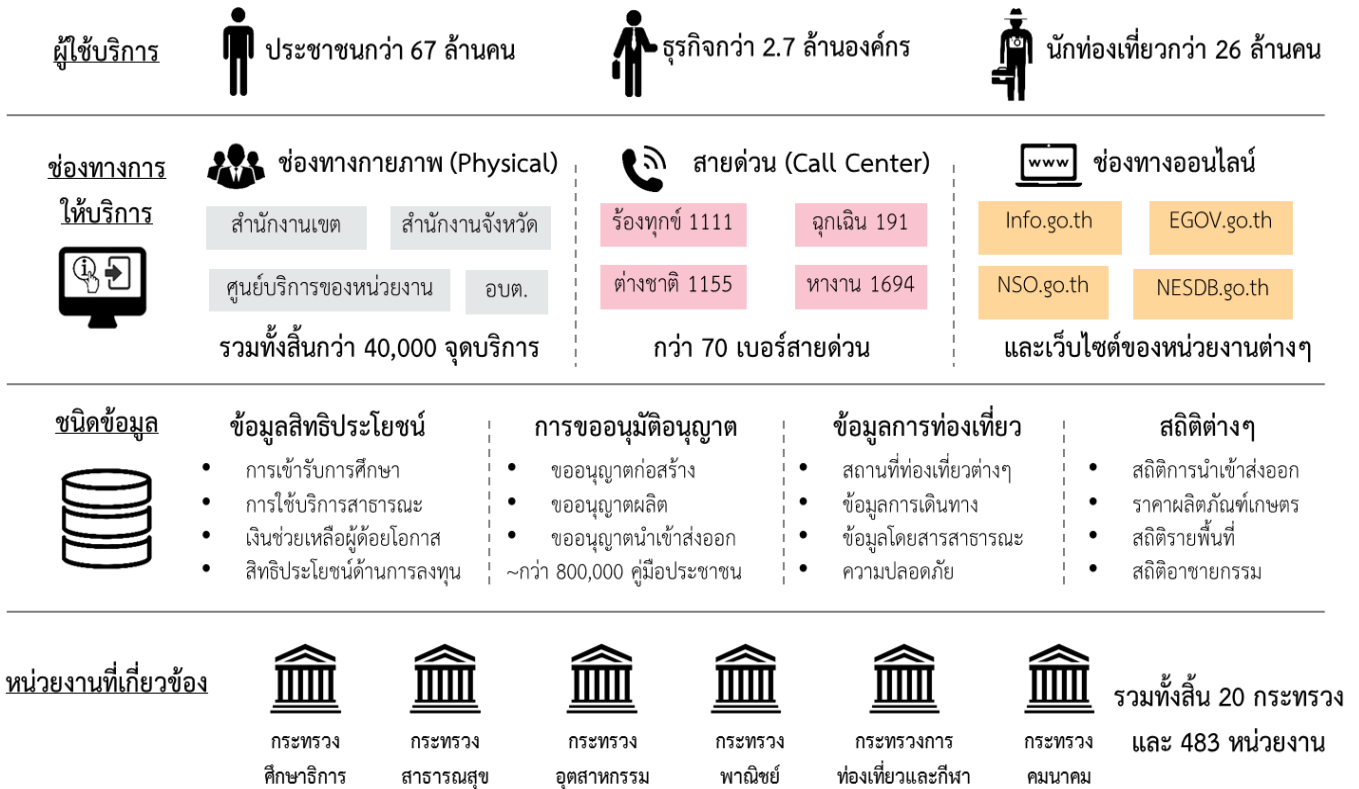 ผู้ใช้บริการ
ประชาชนกว่า 67 ล้านคน
ธุรกิจกว่า 2.7 ล้านองค์กร
นักท่องเที่ยวกว่า 26 ล้านคน
ช่องทางการ
ให้บริการ
ช่องทางกายภาพ (Physical)
สำนักงานเขต
สำนักงานจังหวัด
ศูนย์บริการของหน่วยงาน
อบต.
รวมทั้งสิ้นกว่า 40,000 จุดบริการ
สายด่วน (Call Center)
ร้องทุกข์ 1111
ฉุกเฉิน 191
ต่างชาติ 1155
หางาน 1694
กว่า 70 เบอร์สายด่วน
www
ช่องทางออนไลน์
Info.go.th
EGOV.go.th
NSO.go.th
NESDB.go.th
และเว็บไซต์ของหน่วยงานต่างๆ
ชนิดข้อมูล
ข้อมูลสิทธิประโยชน์
• การเข้ารับการศึกษา
• การใช้บริการสาธารณะ
• เงินช่วยเหลือผู้ด้อยโอกาส
• สิทธิประโยชน์ด้านการลงทุน
การขออนุมัติอนุญาต
• ขออนุญาตก่อสร้าง
• ขออนุญาตผลิต
• ขออนุญาตนำเข้าส่งออก
~กว่า 800,000 คู่มือประชาชน
ข้อมูลการท่องเที่ยว
• สถานที่ท่องเที่ยวต่างๆ
• ข้อมูลการเดินทาง
• ข้อมูลโดยสารสาธารณะ
• ความปลอดภัย
สถิติต่างๆ
• สถิติการนำเข้าส่งออก
• ราคาผลิตภัณฑ์เกษตร
• สถิติรายพื้นที่
• สถิติอาชายกรรม
หน่วยงานที่เกี่ยวข้อง
กระทรวง
ศึกษาธิการ
กระทรวง
สาธารณสุข
กระทรวง
อุตสาหกรรม
กระทรวง
พาณิชย์
กระทรวงการ
ท่องเที่ยวและกีฬา
กระทรวง
คมนาคม
รวมทั้งสิ้น 20 กระทรวง
และ 483 หน่วยงาน